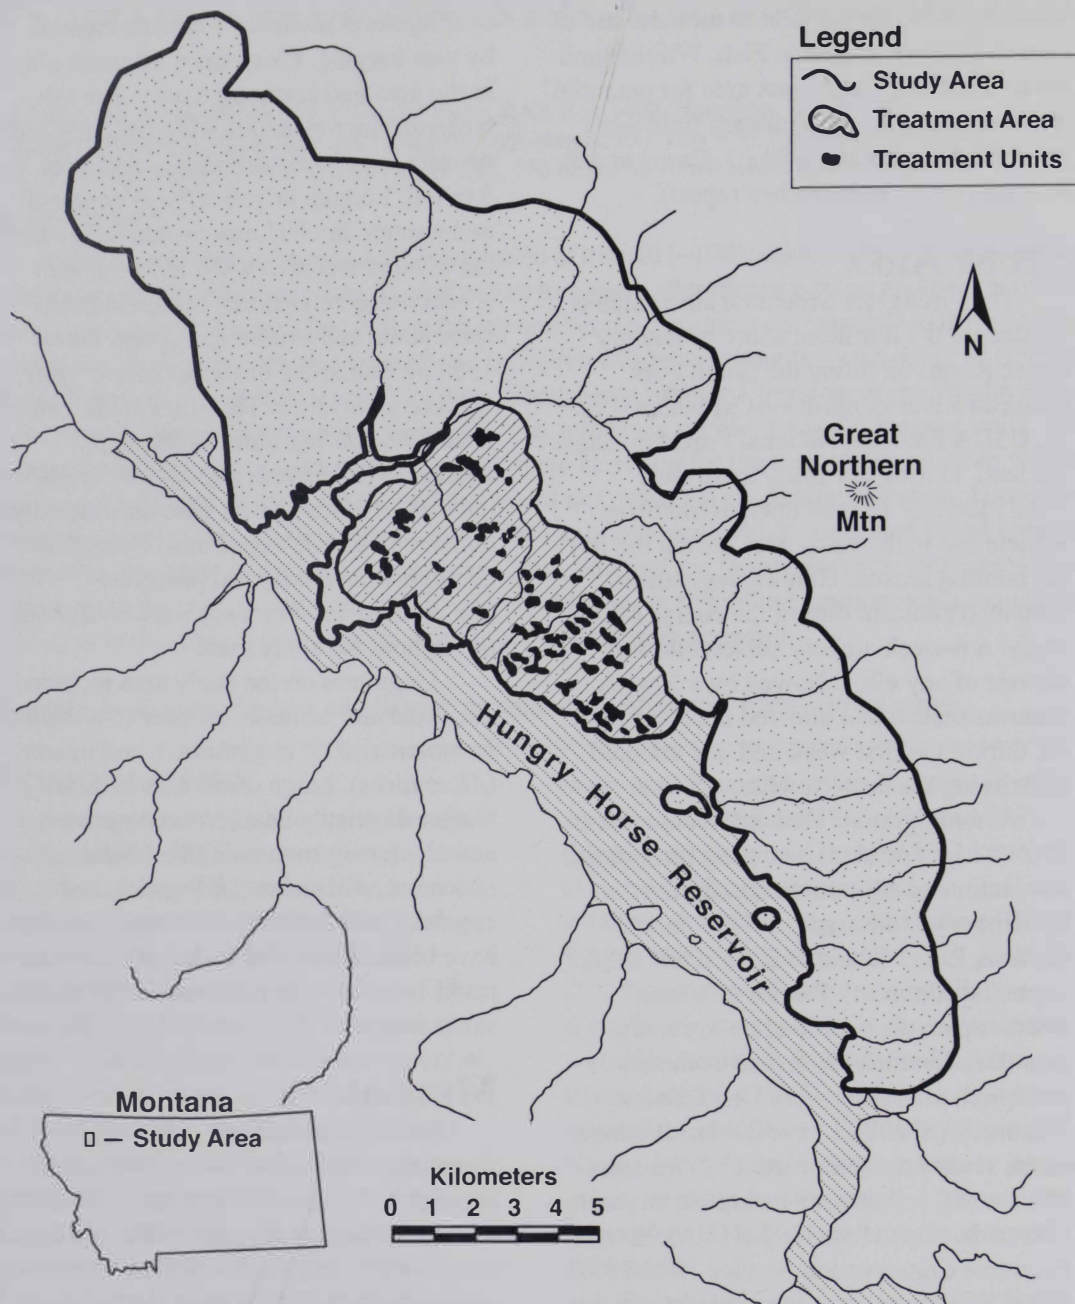 Legend
Study Area
Treatment Area
Treatment Units
N
Great
Northern
Mtn
Hungry Horse Reservoir
Montana
– Study Area
Kilometers
0 1 2 3 4 5